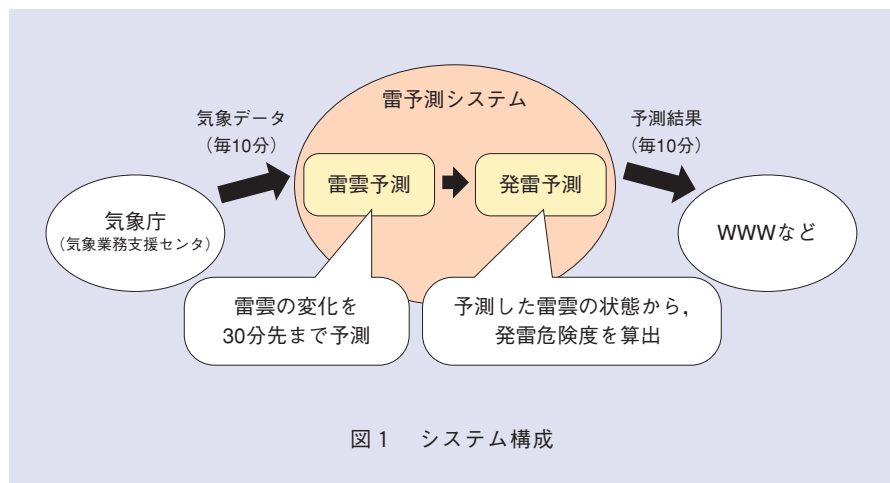 雷予測システム
気象データ
（毎10分）
予測結果
（毎10分）
雷雲予測
発雷予測
気象庁
（気象業務支援センタ）
WWWなど
雷雲の変化を
30分先まで予測
予測した雷雲の状態から，
発雷危険度を算出
図1　システム構成